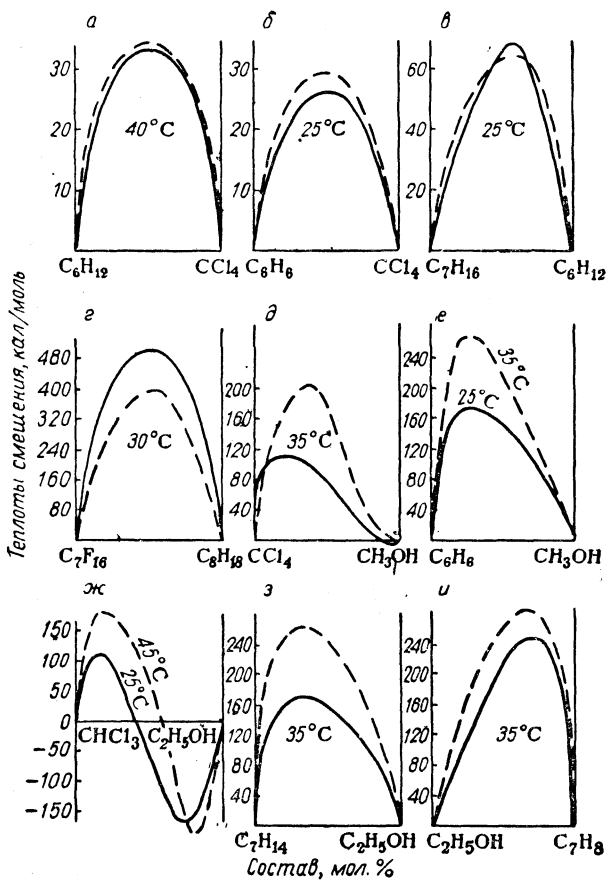 а
30
20
10
40°C
C₆H₁₂
CCl₄
б
30
20
10
25°C
C₆H₆
CCl₄
в
60
40
20
25°C
C₇H₁₆
C₆H₁₂
Теплоты смешения, кал/моль
г
480
400
320
240
160
80
30°C
C₇F₁₆
C₈H₁₈
д
200
160
120
80
40
35°C
CCl₄
CH₃OH
е
240
200
160
120
80
40
35°C
25°C
C₆H₆
CH₃OH
ж
150
100
50
0
−50
−100
−150
45°C
25°C
CHCl₃
C₂H₅OH
з
240
200
160
120
80
40
35°C
C₇H₁₄
C₂H₅OH
и
240
200
160
120
80
40
35°C
C₂H₅OH
C₇H₈
Состав, мол. %